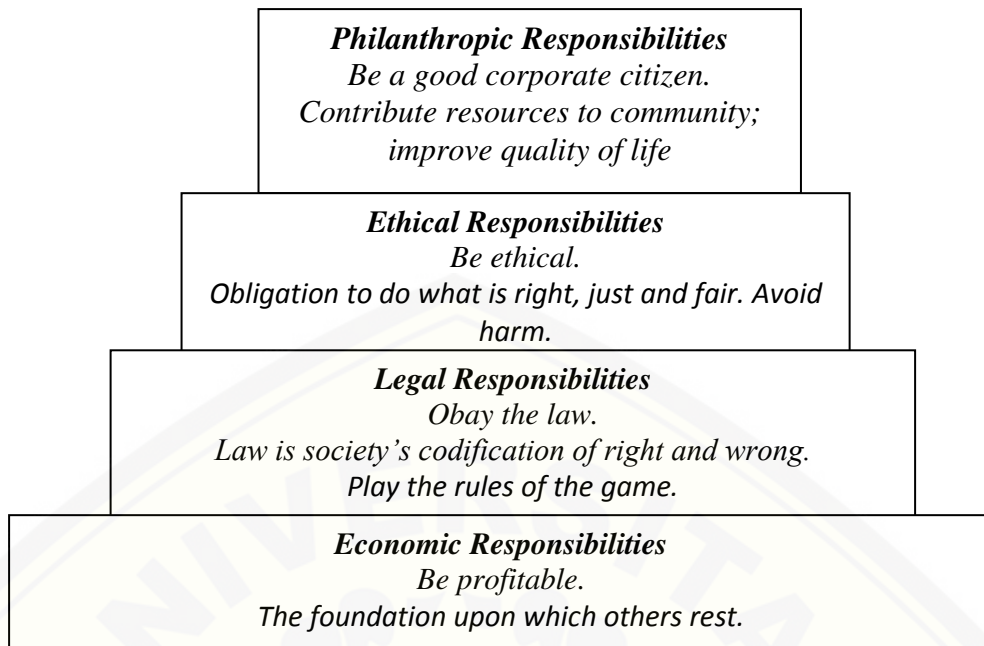 Philanthropic Responsibilities
Be a good corporate citizen.
Contribute resources to community;
improve quality of life
Ethical Responsibilities
Be ethical.
Obligation to do what is right, just and fair. Avoid
harm.
Legal Responsibilities
Obay the law.
Law is society’s codification of right and wrong.
Play the rules of the game.
Economic Responsibilities
Be profitable.
The foundation upon which others rest.
NIVERSITA